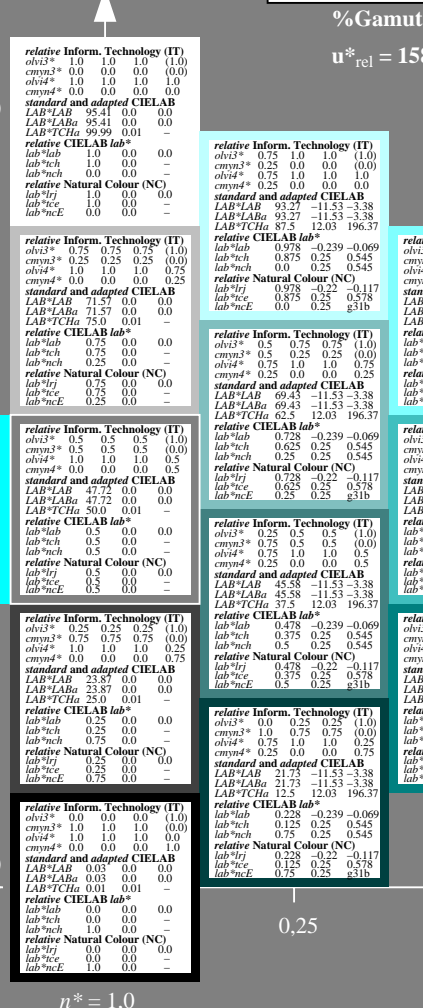 %Gamut
u*rel = 158
relative Inform. Technology (IT)
olvi3* 1.0 1.0 1.0 (1.0)
cmyn3* 0.0 0.0 0.0 (0.0)
olvi4* 1.0 1.0 1.0 1.0
cmyn4* 0.0 0.0 0.0 0.0
standard and adapted CIELAB
LAB*LAB 95.41 0.0 0.0
LAB*LABa 95.41 0.0 0.0
LAB*TCHa 99.99 0.01 –
relative CIELAB lab*
lab*lab 1.0 0.0 0.0
lab*tch 1.0 0.0 –
lab*nch 0.0 0.0 –
relative Natural Colour (NC)
lab*lrj 1.0 0.0 0.0
lab*tce 1.0 0.0 –
lab*ncE 0.0 0.0 –
relative Inform. Technology (IT)
olvi3* 0.75 0.75 0.75 (1.0)
cmyn3* 0.25 0.25 0.25 (0.0)
olvi4* 1.0 1.0 1.0 0.75
cmyn4* 0.0 0.0 0.0 0.25
standard and adapted CIELAB
LAB*LAB 71.57 0.0 0.0
LAB*LABa 71.57 0.0 0.0
LAB*TCHa 75.0 0.01 –
relative CIELAB lab*
lab*lab 0.75 0.0 0.0
lab*tch 0.75 0.0 –
lab*nch 0.25 0.0 –
relative Natural Colour (NC)
lab*lrj 0.75 0.0 0.0
lab*tce 0.75 0.0 –
lab*ncE 0.25 0.0 –
relative Inform. Technology (IT)
olvi3* 0.5 0.5 0.5 (1.0)
cmyn3* 0.5 0.5 0.5 (0.0)
olvi4* 1.0 1.0 1.0 0.5
cmyn4* 0.0 0.0 0.0 0.5
standard and adapted CIELAB
LAB*LAB 47.72 0.0 0.0
LAB*LABa 47.72 0.0 0.0
LAB*TCHa 50.0 0.01 –
relative CIELAB lab*
lab*lab 0.5 0.0 0.0
lab*tch 0.5 0.0 –
lab*nch 0.5 0.0 –
relative Natural Colour (NC)
lab*lrj 0.5 0.0 0.0
lab*tce 0.5 0.0 –
lab*ncE 0.5 0.0 –
relative Inform. Technology (IT)
olvi3* 0.25 0.25 0.25 (1.0)
cmyn3* 0.75 0.75 0.75 (0.0)
olvi4* 1.0 1.0 1.0 0.25
cmyn4* 0.0 0.0 0.0 0.75
standard and adapted CIELAB
LAB*LAB 23.87 0.0 0.0
LAB*LABa 23.87 0.0 0.0
LAB*TCHa 25.0 0.01 –
relative CIELAB lab*
lab*lab 0.25 0.0 0.0
lab*tch 0.25 0.0 –
lab*nch 0.75 0.0 –
relative Natural Colour (NC)
lab*lrj 0.25 0.0 0.0
lab*tce 0.25 0.0 –
lab*ncE 0.75 0.0 –
relative Inform. Technology (IT)
olvi3* 0.0 0.0 0.0 (1.0)
cmyn3* 1.0 1.0 1.0 (0.0)
olvi4* 1.0 1.0 1.0 0.0
cmyn4* 0.0 0.0 0.0 1.0
standard and adapted CIELAB
LAB*LAB 0.03 0.0 0.0
LAB*LABa 0.03 0.0 0.0
LAB*TCHa 0.01 0.01 –
relative CIELAB lab*
lab*lab 0.0 0.0 0.0
lab*tch 0.0 0.0 –
lab*nch 1.0 0.0 –
relative Natural Colour (NC)
lab*lrj 0.0 0.0 0.0
lab*tce 0.0 0.0 –
lab*ncE 1.0 0.0 –
n* = 1,0
relative Inform. Technology (IT)
olvi3* 0.75 1.0 1.0 (1.0)
cmyn3* 0.25 0.0 0.0 (0.0)
olvi4* 0.75 1.0 1.0 1.0
cmyn4* 0.25 0.0 0.0 0.0
standard and adapted CIELAB
LAB*LAB 93.27 –11.53 –3.38
LAB*LABa 93.27 –11.53 –3.38
LAB*TCHa 87.5 12.03 196.37
relative CIELAB lab*
lab*lab 0.978 –0.239 –0.069
lab*tch 0.875 0.25 0.545
lab*nch 0.0 0.25 0.545
relative Natural Colour (NC)
lab*lrj 0.978 –0.22 –0.117
lab*tce 0.875 0.25 0.578
lab*ncE 0.0 0.25 g31b
relative Inform. Technology (IT)
olvi3* 0.5 0.75 0.75 (1.0)
cmyn3* 0.5 0.25 0.25 (0.0)
olvi4* 0.75 1.0 1.0 0.75
cmyn4* 0.25 0.0 0.0 0.25
standard and adapted CIELAB
LAB*LAB 69.43 –11.53 –3.38
LAB*LABa 69.43 –11.53 –3.38
LAB*TCHa 62.5 12.03 196.37
relative CIELAB lab*
lab*lab 0.728 –0.239 –0.069
lab*tch 0.625 0.25 0.545
lab*nch 0.25 0.25 0.545
relative Natural Colour (NC)
lab*lrj 0.728 –0.22 –0.117
lab*tce 0.625 0.25 0.578
lab*ncE 0.25 0.25 g31b
relative Inform. Technology (IT)
olvi3* 0.25 0.5 0.5 (1.0)
cmyn3* 0.75 0.5 0.5 (0.0)
olvi4* 0.75 1.0 1.0 0.5
cmyn4* 0.25 0.0 0.0 0.5
standard and adapted CIELAB
LAB*LAB 45.58 –11.53 –3.38
LAB*LABa 45.58 –11.53 –3.38
LAB*TCHa 37.5 12.03 196.37
relative CIELAB lab*
lab*lab 0.478 –0.239 –0.069
lab*tch 0.375 0.25 0.545
lab*nch 0.5 0.25 0.545
relative Natural Colour (NC)
lab*lrj 0.478 –0.22 –0.117
lab*tce 0.375 0.25 0.578
lab*ncE 0.5 0.25 g31b
relative Inform. Technology (IT)
olvi3* 0.0 0.25 0.25 (1.0)
cmyn3* 1.0 0.75 0.75 (0.0)
olvi4* 0.75 1.0 1.0 0.25
cmyn4* 0.25 0.0 0.0 0.75
standard and adapted CIELAB
LAB*LAB 21.73 –11.53 –3.38
LAB*LABa 21.73 –11.53 –3.38
LAB*TCHa 12.5 12.03 196.37
relative CIELAB lab*
lab*lab 0.228 –0.239 –0.069
lab*tch 0.125 0.25 0.545
lab*nch 0.75 0.25 0.545
relative Natural Colour (NC)
lab*lrj 0.228 –0.22 –0.117
lab*tce 0.125 0.25 0.578
lab*ncE 0.75 0.25 g31b
0,25